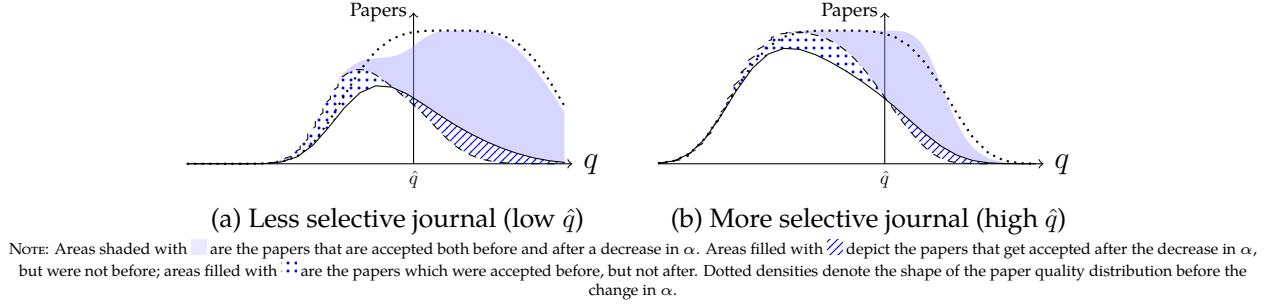 Papers
Papers
q
q
q̂
q̂
(a) Less selective journal (low q̂)
(b) More selective journal (high q̂)
NOTE: Areas shaded with are the papers that are accepted both before and after a decrease in α. Areas filled with depict the papers that get accepted after the decrease in α,
but were not before; areas filled with are the papers which were accepted before, but not after. Dotted densities denote the shape of the paper quality distribution before the
change in α.